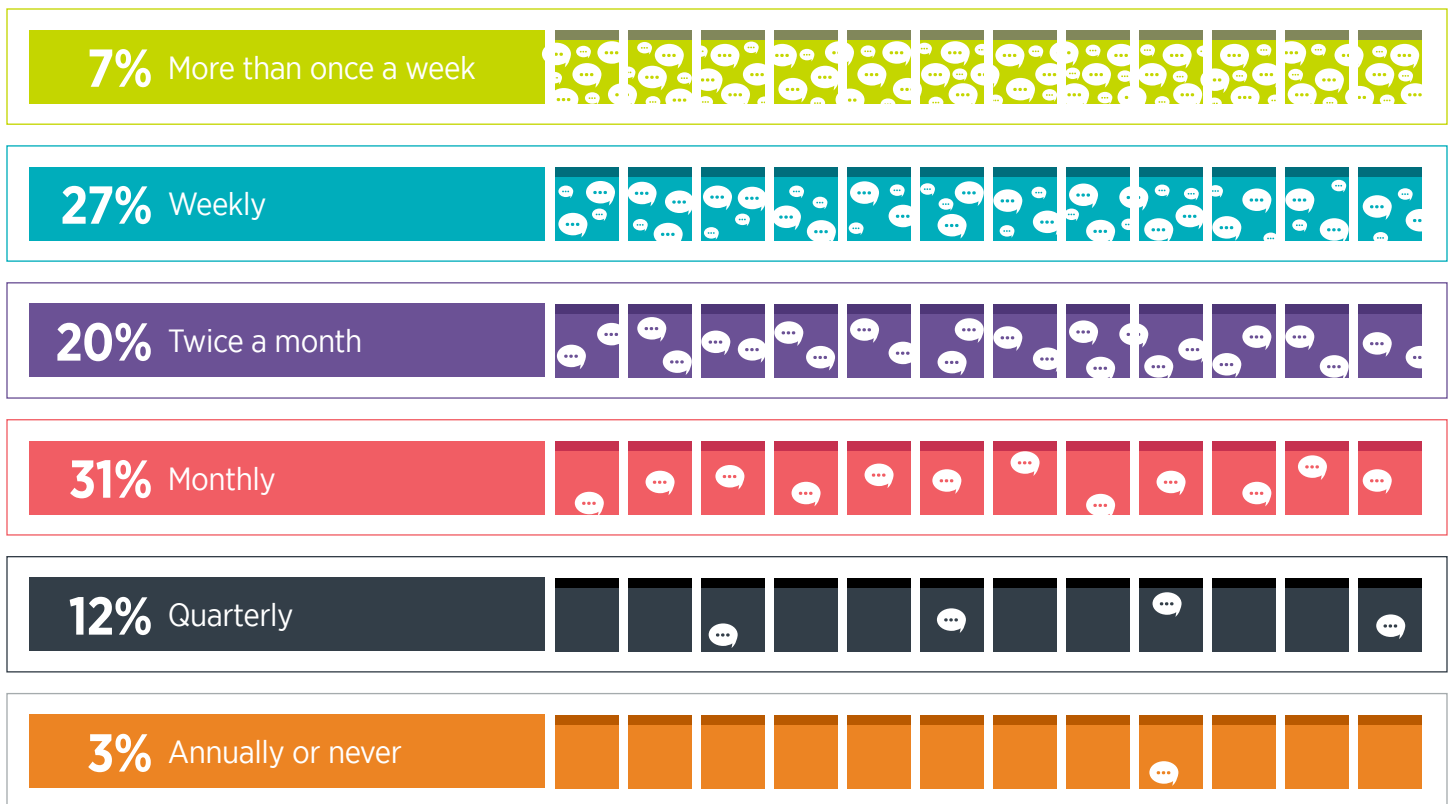 7% More than once a week
27% Weekly
20% Twice a month
31% Monthly
12% Quarterly
3% Annually or never